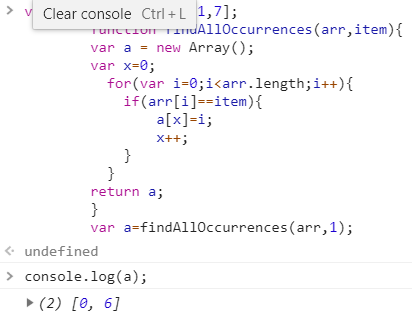 v
Clear console Ctrl+L
1,7];
function findAllOccurrences(arr,item){
var a = new Array();
var x=0;
for(var i=0;i<arr.length;i++){
if(arr[i]==item){
a[x]=i;
x++;
}
}
return a;
}
var a=findAllOccurrences(arr,1);
undefined
console.log(a);
(2) [0, 6]